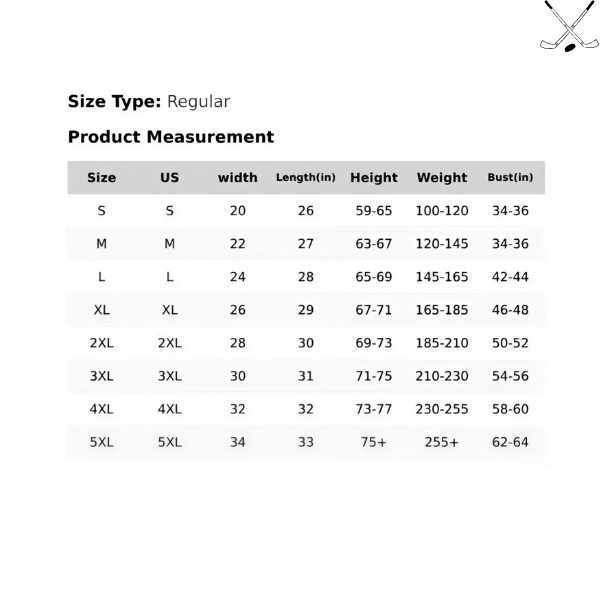 Size Type: Regular
Product Measurement
Size US width Length(in) Height Weight Bust(in)
S S 20 26 59-65 100-120 34-36
M M 22 27 63-67 120-145 34-36
L L 24 28 65-69 145-165 42-44
XL XL 26 29 67-71 165-185 46-48
2XL 2XL 28 30 69-73 185-210 50-52
3XL 3XL 30 31 71-75 210-230 54-56
4XL 4XL 32 32 73-77 230-255 58-60
5XL 5XL 34 33 75+ 255+ 62-64